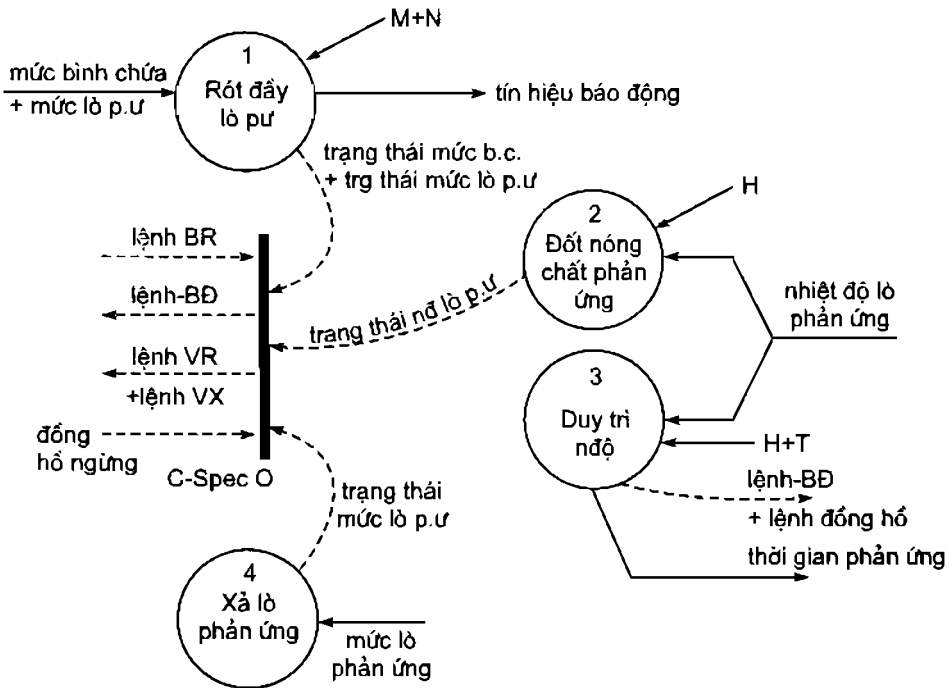 M+N
1
Rót đầy
lò pư
mức bình chứa
+ mức lò p.ư
tín hiệu báo động
trạng thái mức b.c.
+ trg thái mức lò p.ư
H
2
Đốt nóng
chất phản
ứng
lệnh BR
lệnh-BĐ
lệnh VR
+lệnh VX
đồng
hồ ngừng
C-Spec O
trạng thái nđ lò p.ư
nhiệt độ lò
phản ứng
3
Duy trì
nđộ
H+T
lệnh-BĐ
+ lệnh đồng hồ
thời gian phản ứng
trạng thái
mức lò p.ư
4
Xả lò
phản ứng
mức lò
phản ứng